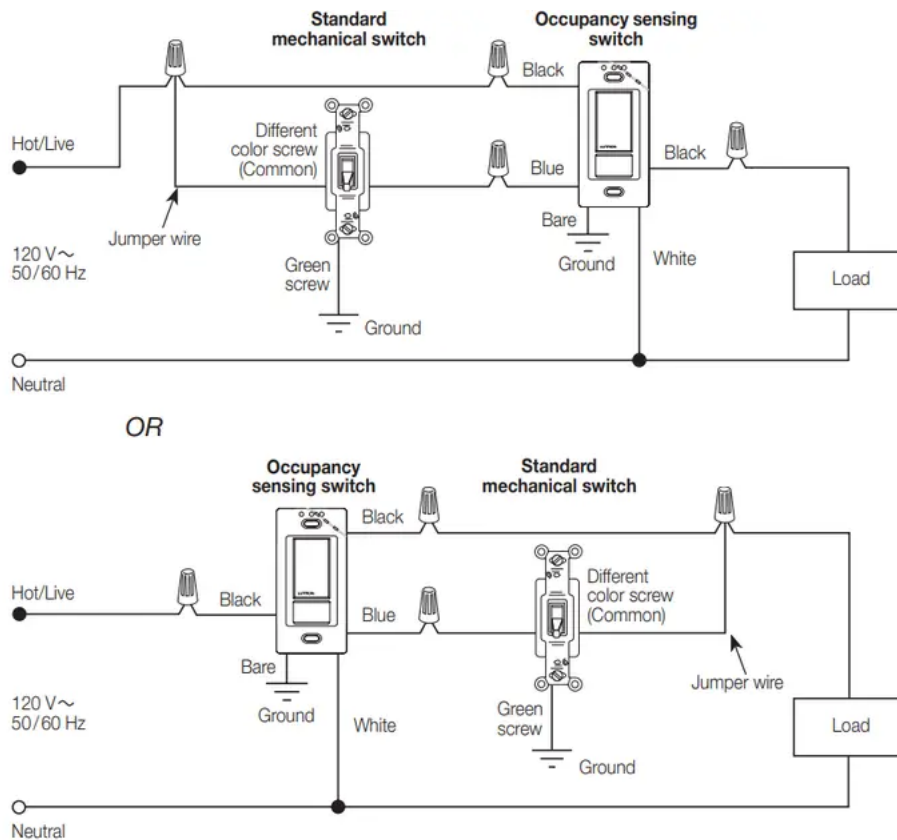 Standard
mechanical switch
Occupancy sensing
switch
Black
Hot/Live
Different
color screw
(Common)
Blue
Black
LUTRON
Jumper wire
Bare
Ground
White
120 V~
50/60 Hz
Green
screw
Ground
Load
Neutral
OR
Occupancy
sensing switch
Standard
mechanical switch
Black
Hot/Live
Black
Blue
Different
color screw
(Common)
LUTRON
Bare
Ground
White
Jumper wire
120 V~
50/60 Hz
Green
screw
Ground
Load
Neutral